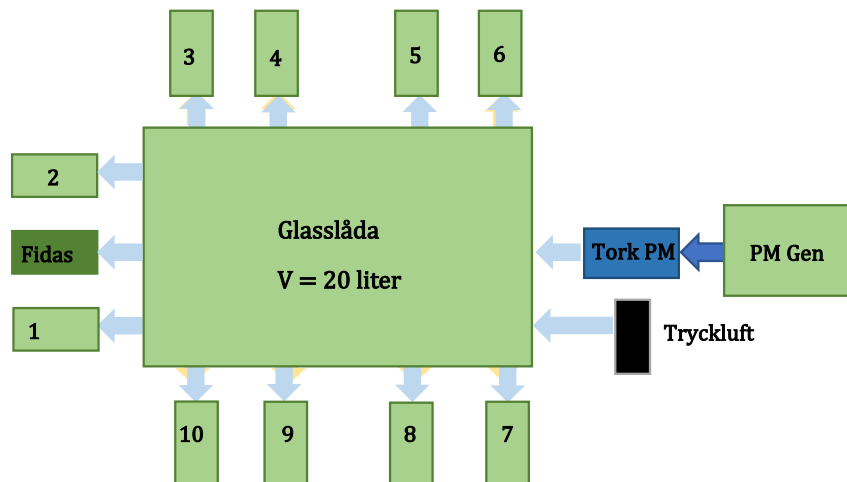 3
4
5
6
2
Glasslåda
Fidas
Tork PM
PM Gen
V = 20 liter
1
Tryckluft
10
9
8
7